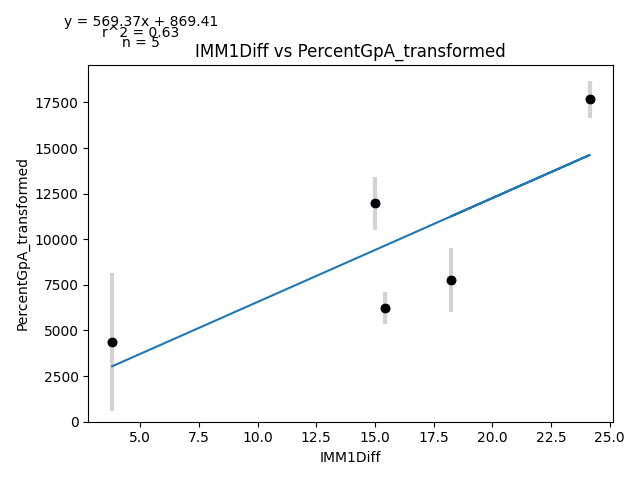 y = 569.37x + 869.41
r^2 = 0.63
n = 5
IMM1Diff vs PercentGpA_transformed
17500
15000
12500
10000
7500
5000
2500
0
PercentGpA_transformed
5.0 7.5 10.0 12.5 15.0 17.5 20.0 22.5 25.0
IMM1Diff